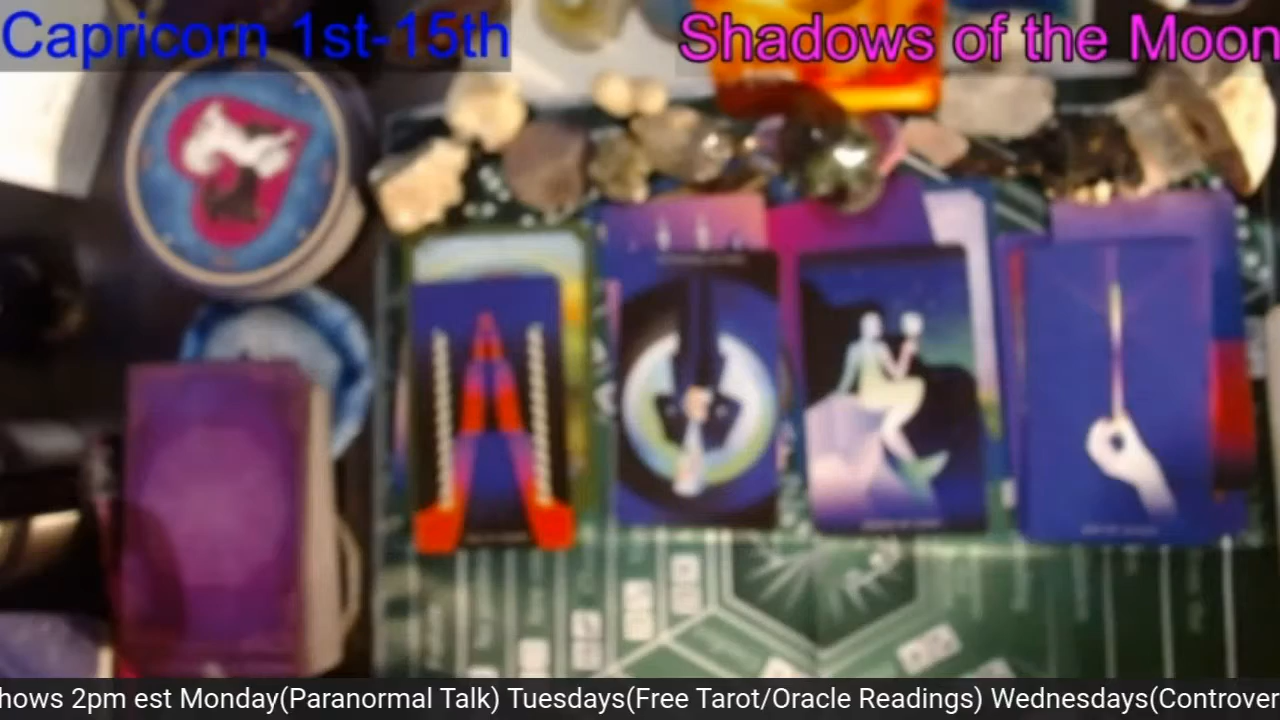 Capricorn 1st-15th
Shadows of the Moon
hows 2pm est Monday(Paranormal Talk) Tuesdays(Free Tarot/Oracle Readings) Wednesdays(Controver